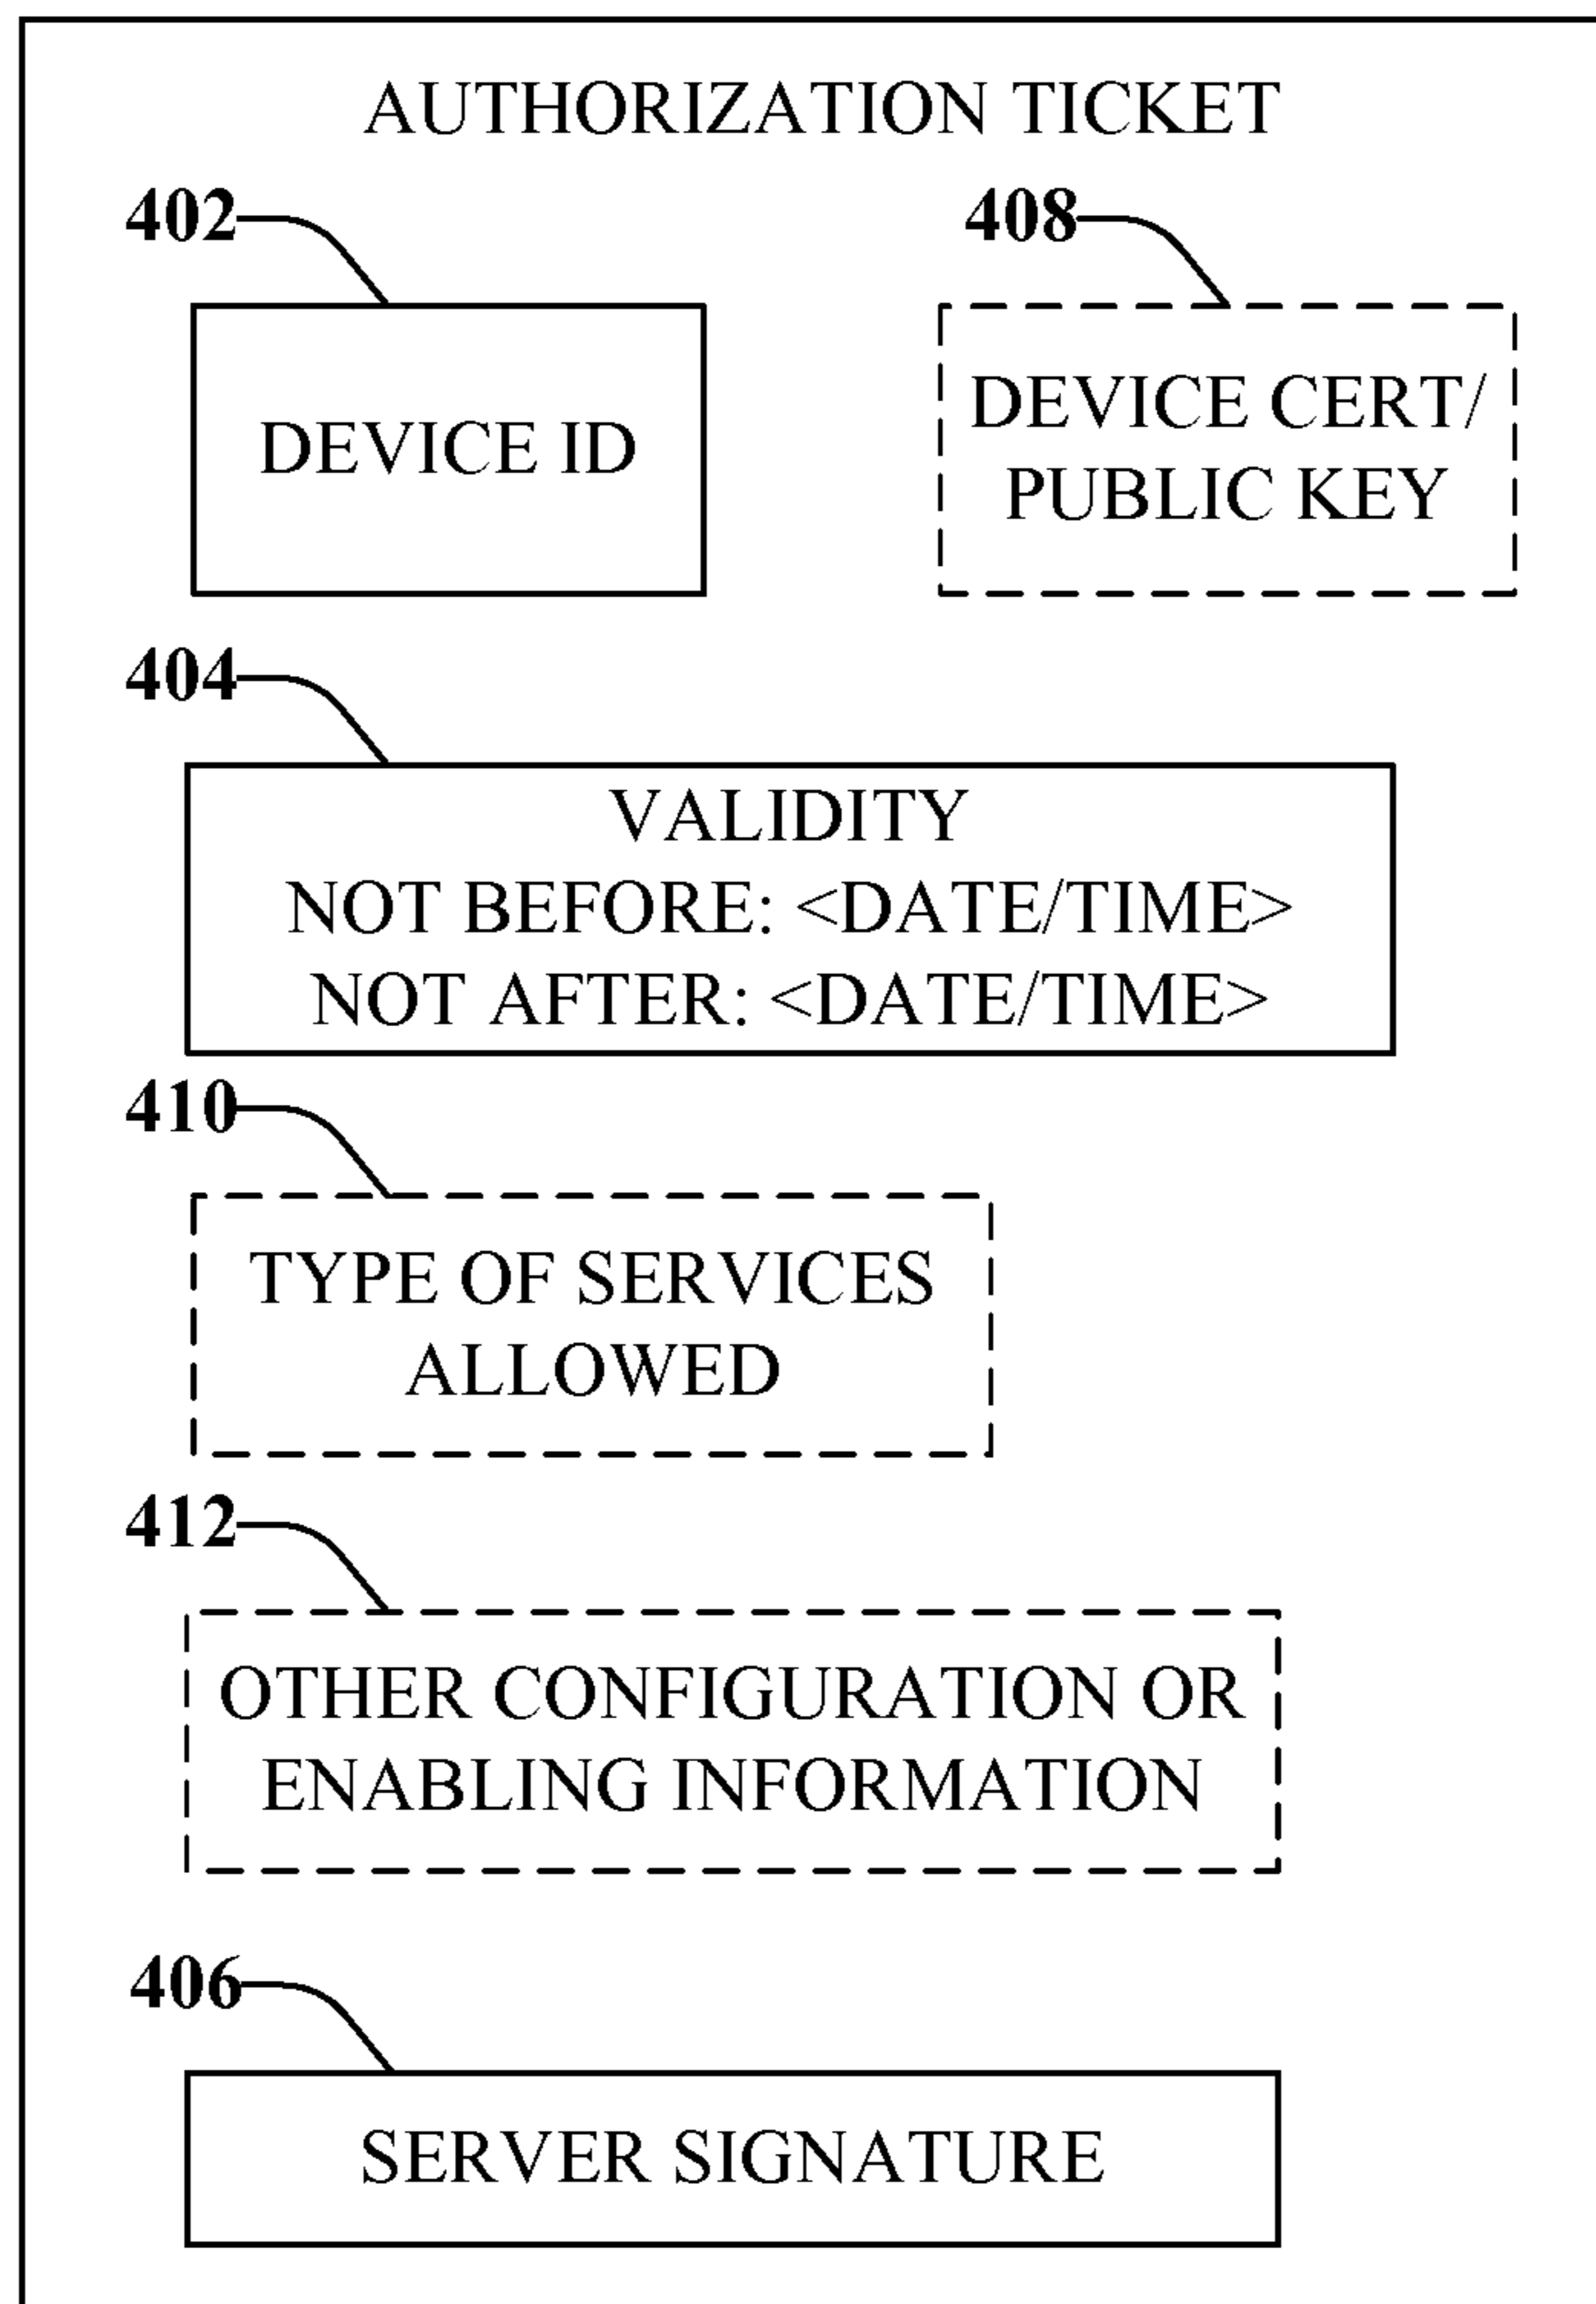 AUTHORIZATION TICKET
402
408
DEVICE ID
DEVICE CERT/
PUBLIC KEY
404
VALIDITY
NOT BEFORE: <DATE/TIME>
NOT AFTER: <DATE/TIME>
410
TYPE OF SERVICES
ALLOWED
412
OTHER CONFIGURATION OR
ENABLING INFORMATION
406
SERVER SIGNATURE